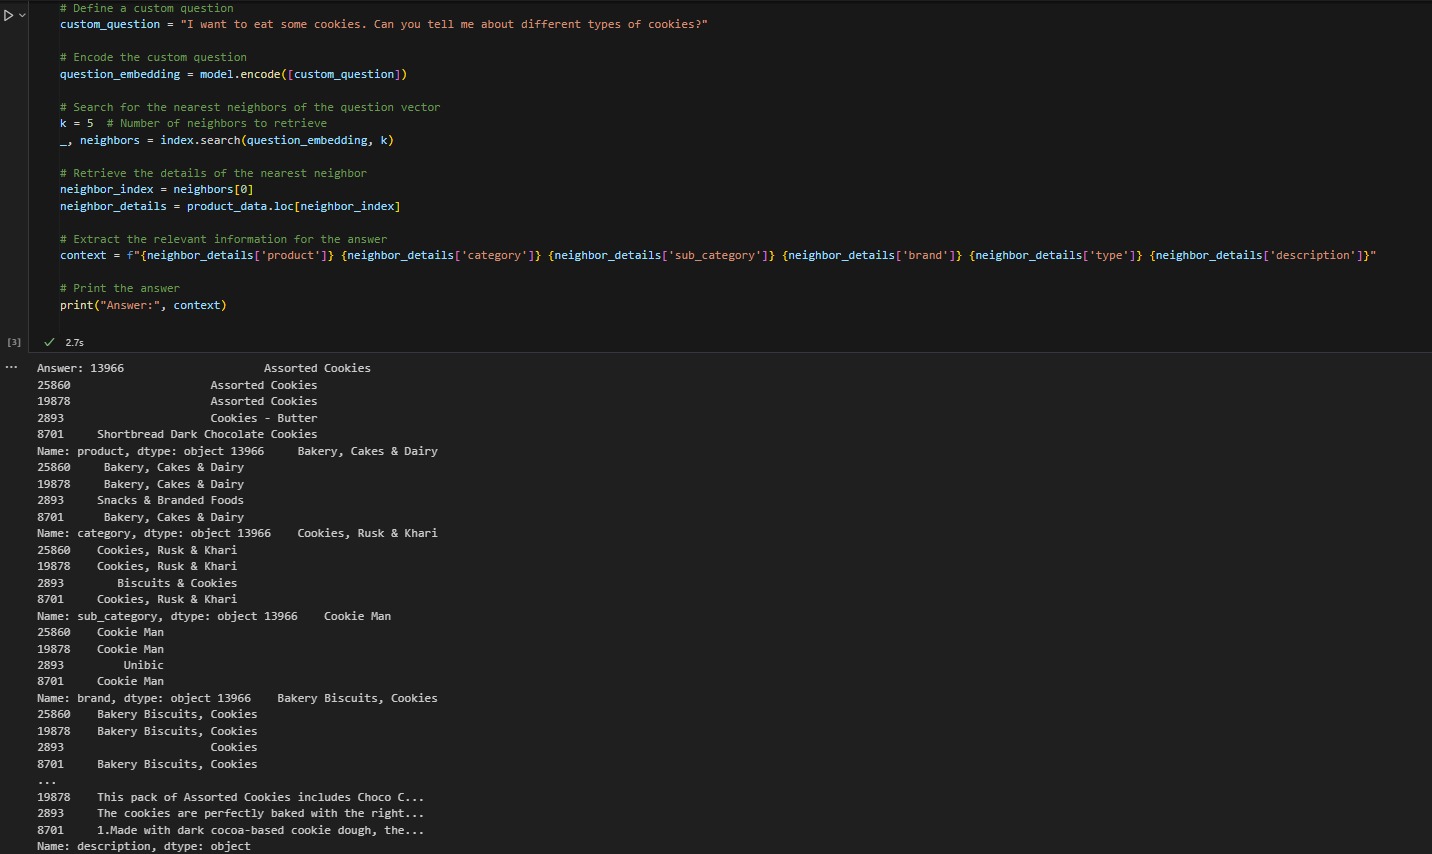 # Define a custom question
custom_question = "I want to eat some cookies. Can you tell me about different types of cookies?"
# Encode the custom question
question_embedding = model.encode([custom_question])
# Search for the nearest neighbors of the question vector
k = 5  # Number of neighbors to retrieve
_, neighbors = index.search(question_embedding, k)
# Retrieve the details of the nearest neighbor
neighbor_index = neighbors[0]
neighbor_details = product_data.loc[neighbor_index]
# Extract the relevant information for the answer
context = f"{neighbor_details['product']} {neighbor_details['category']} {neighbor_details['sub_category']} {neighbor_details['brand']} {neighbor_details['type']} {neighbor_details['description']}"
# Print the answer
print("Answer:", context)
[3] 2.7s
... Answer: 13966                     Assorted Cookies
25860                     Assorted Cookies
19878                     Assorted Cookies
2893                      Cookies - Butter
8701     Shortbread Dark Chocolate Cookies
Name: product, dtype: object 13966     Bakery, Cakes & Dairy
25860     Bakery, Cakes & Dairy
19878     Bakery, Cakes & Dairy
2893     Snacks & Branded Foods
8701      Bakery, Cakes & Dairy
Name: category, dtype: object 13966    Cookies, Rusk & Khari
25860    Cookies, Rusk & Khari
19878    Cookies, Rusk & Khari
2893        Biscuits & Cookies
8701     Cookies, Rusk & Khari
Name: sub_category, dtype: object 13966    Cookie Man
25860    Cookie Man
19878    Cookie Man
2893         Unibic
8701     Cookie Man
Name: brand, dtype: object 13966    Bakery Biscuits, Cookies
25860    Bakery Biscuits, Cookies
19878    Bakery Biscuits, Cookies
2893                      Cookies
8701     Bakery Biscuits, Cookies
...
19878    This pack of Assorted Cookies includes Choco C...
2893     The cookies are perfectly baked with the right...
8701     1.Made with dark cocoa-based cookie dough, the...
Name: description, dtype: object